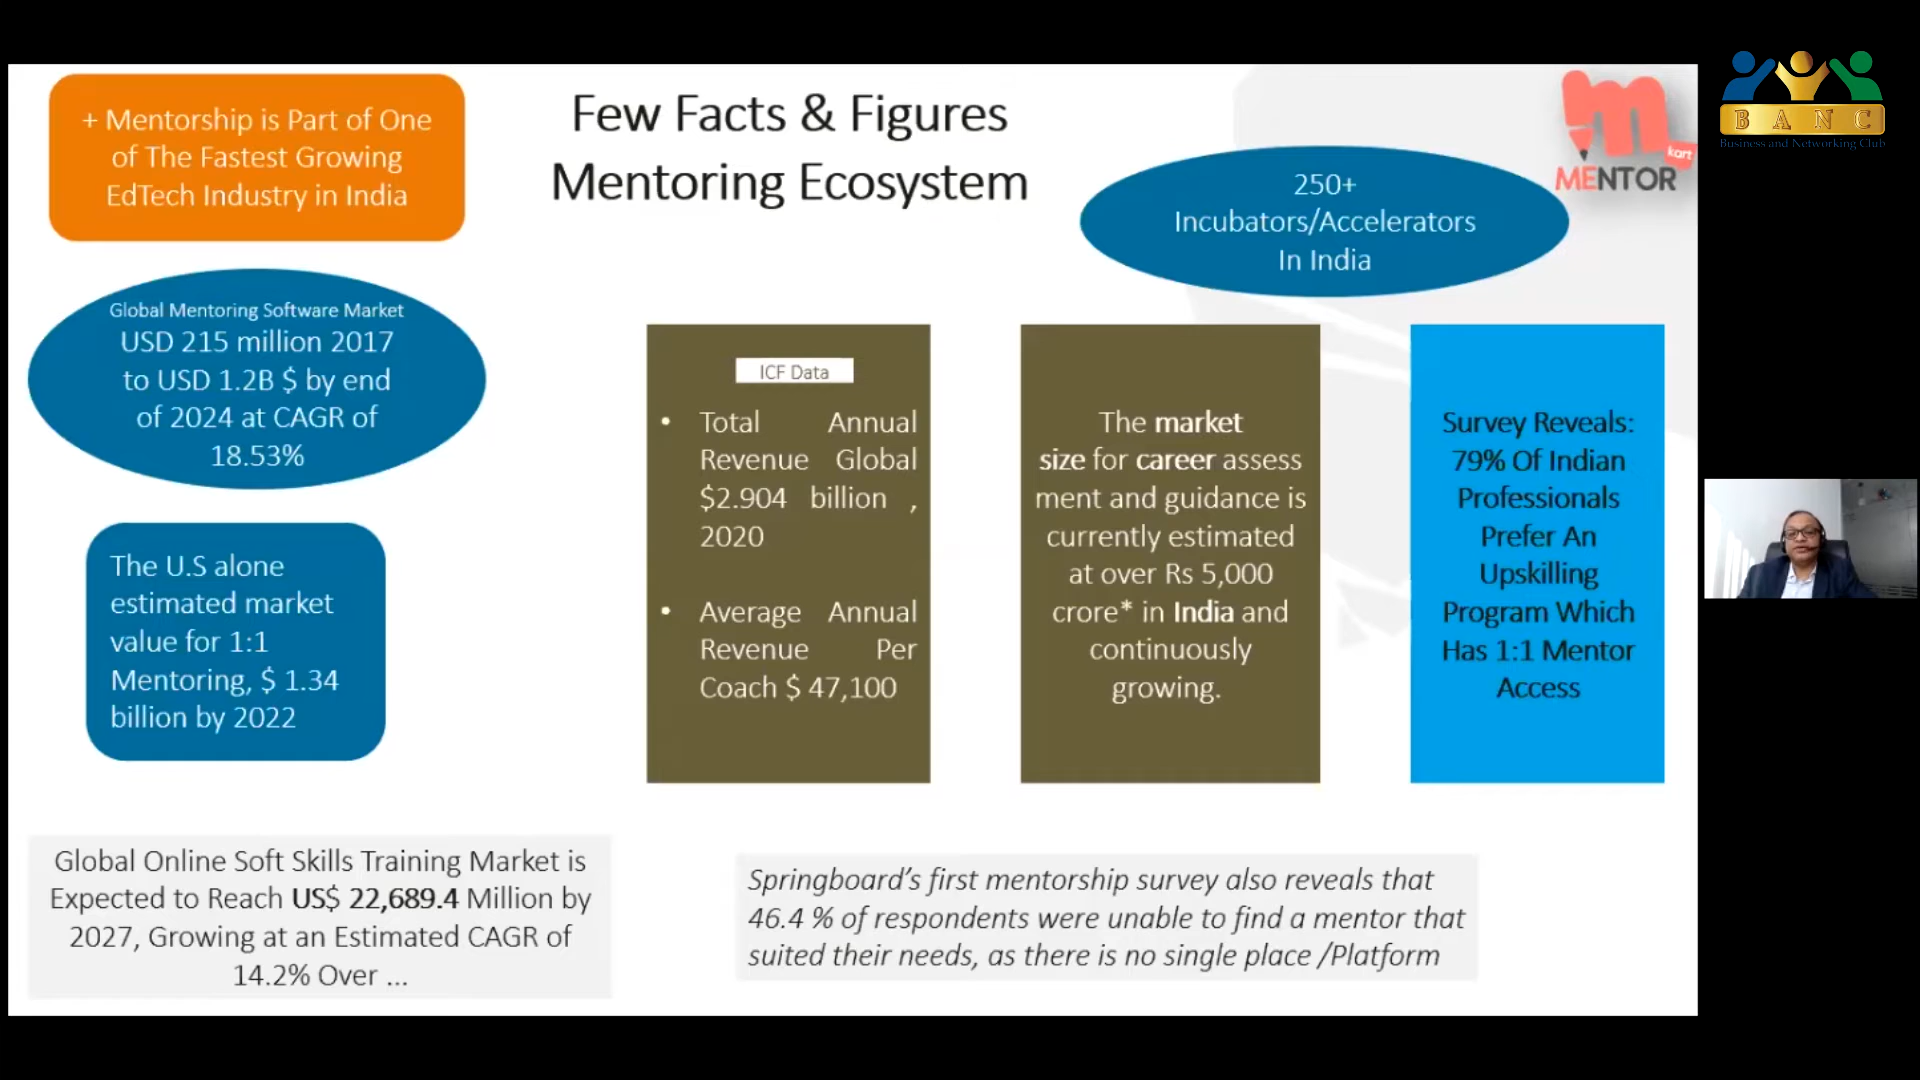 + Mentorship is Part of One
of The Fastest Growing
EdTech Industry in India
Few Facts & Figures
Mentoring Ecosystem
250+
Incubators/Accelerators
In India
kart
MENTOR
B A N C
Business and Networking Club
Global Mentoring Software Market
USD 215 million 2017
to USD 1.2B $ by end
of 2024 at CAGR of
18.53%
The U.S alone
estimated market
value for 1:1
Mentoring, $ 1.34
billion by 2022
ICF Data
• Total Annual
Revenue Global
$2.904 billion ,
2020
• Average Annual
Revenue Per
Coach $ 47,100
The market
size for career assess
ment and guidance is
currently estimated
at over Rs 5,000
crore* in India and
continuously
growing.
Survey Reveals:
79% Of Indian
Professionals
Prefer An
Upskilling
Program Which
Has 1:1 Mentor
Access
Global Online Soft Skills Training Market is
Expected to Reach US$ 22,689.4 Million by
2027, Growing at an Estimated CAGR of
14.2% Over ...
Springboard's first mentorship survey also reveals that
46.4 % of respondents were unable to find a mentor that
suited their needs, as there is no single place /Platform